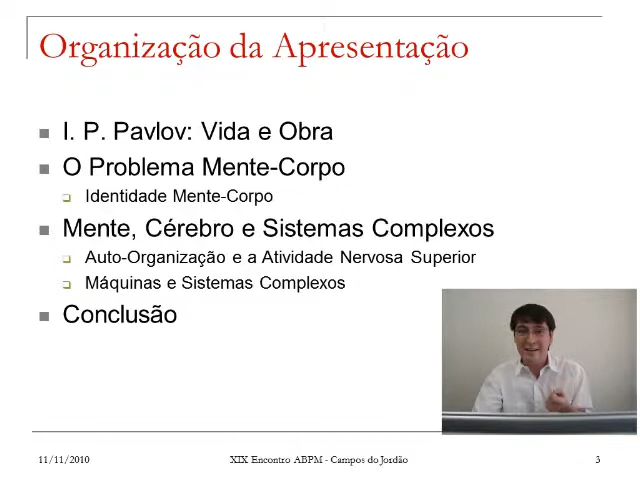 Organização da Apresentação
I. P. Pavlov: Vida e Obra
O Problema Mente-Corpo
Identidade Mente-Corpo
Mente, Cérebro e Sistemas Complexos
Auto-Organização e a Atividade Nervosa Superior
Máquinas e Sistemas Complexos
Conclusão
11/11/2010 XIX Encontro ABPM - Campos do Jordão 3